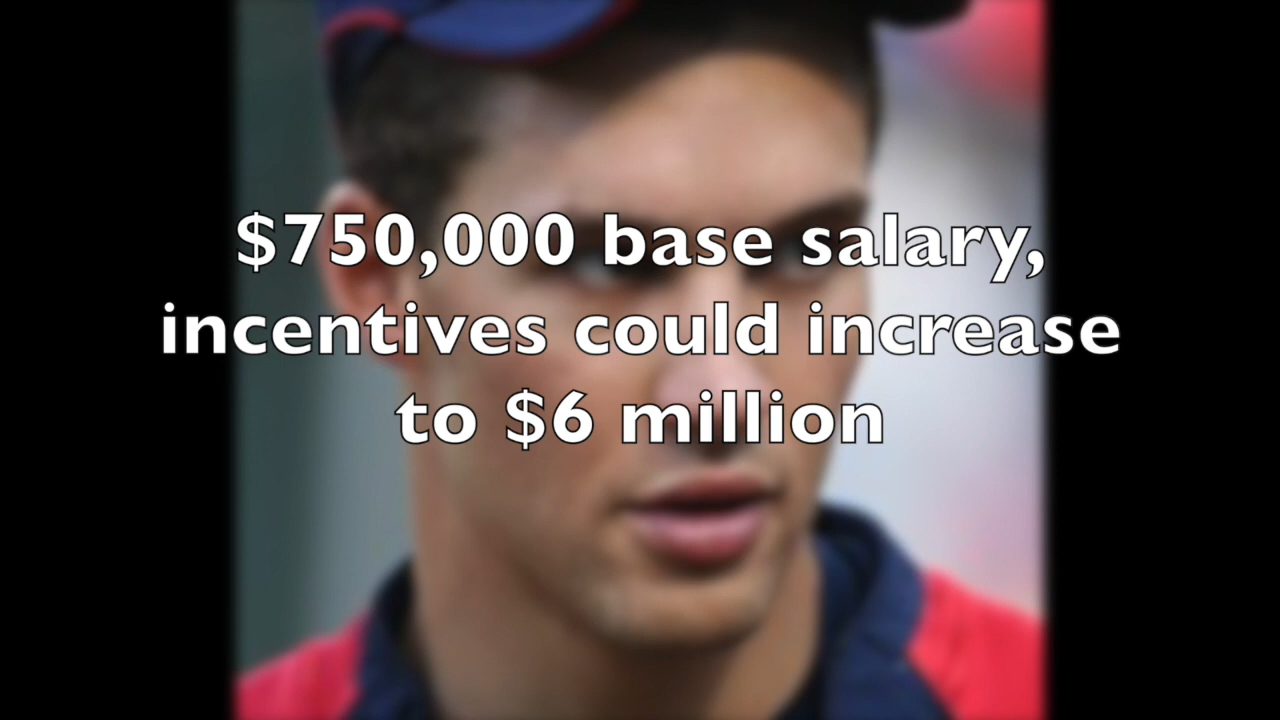 $750,000 base salary,
incentives could increase
to $6 million